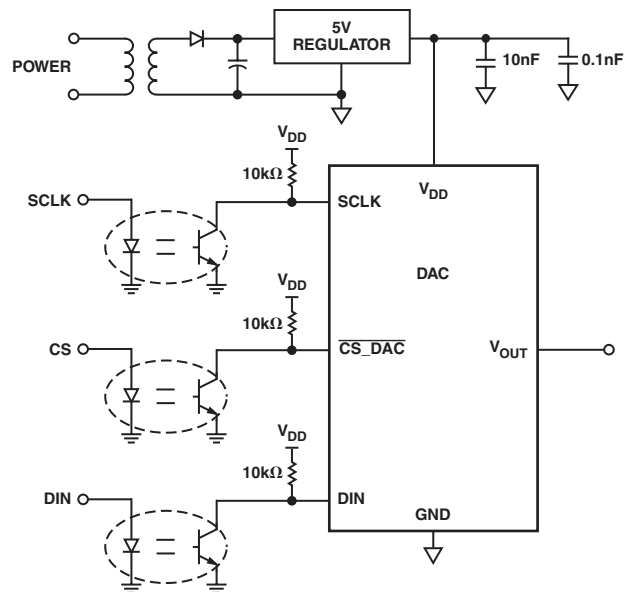 POWER
5V
REGULATOR
10nF
0.1nF
VDD
10kΩ
SCLK
SCLK
VDD
DAC
VDD
10kΩ
CS
CS_DAC
VOUT
VDD
10kΩ
DIN
DIN
GND